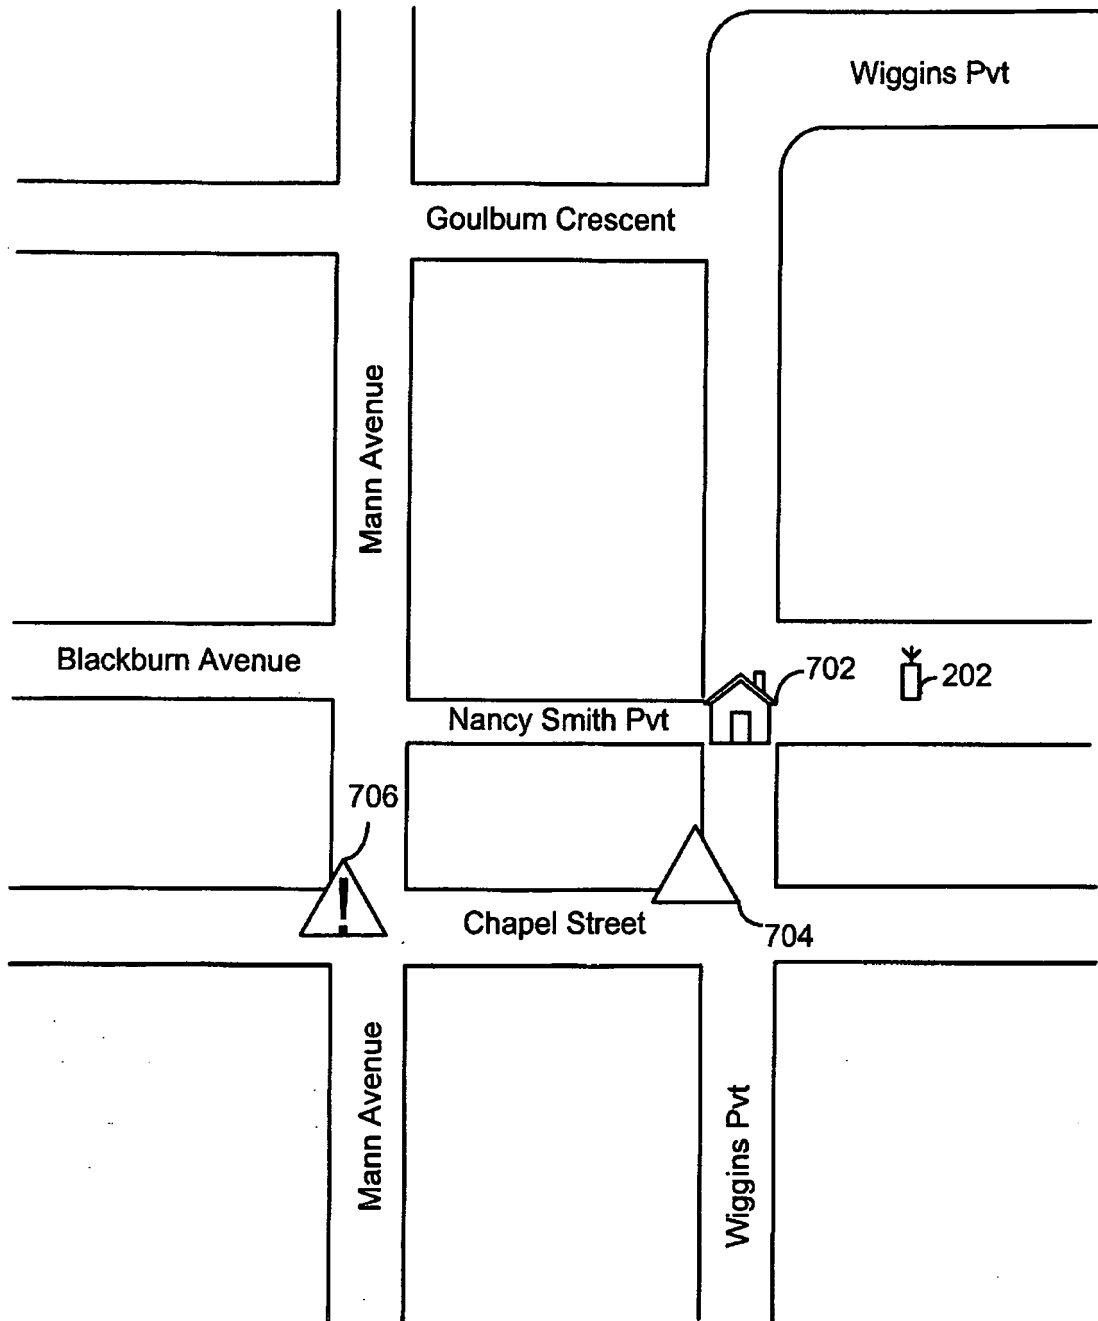 Wiggins Pvt
Goulbum Crescent
Mann Avenue
Blackburn Avenue
702
202
Nancy Smith Pvt
706
!
Chapel Street
704
Mann Avenue
Wiggins Pvt